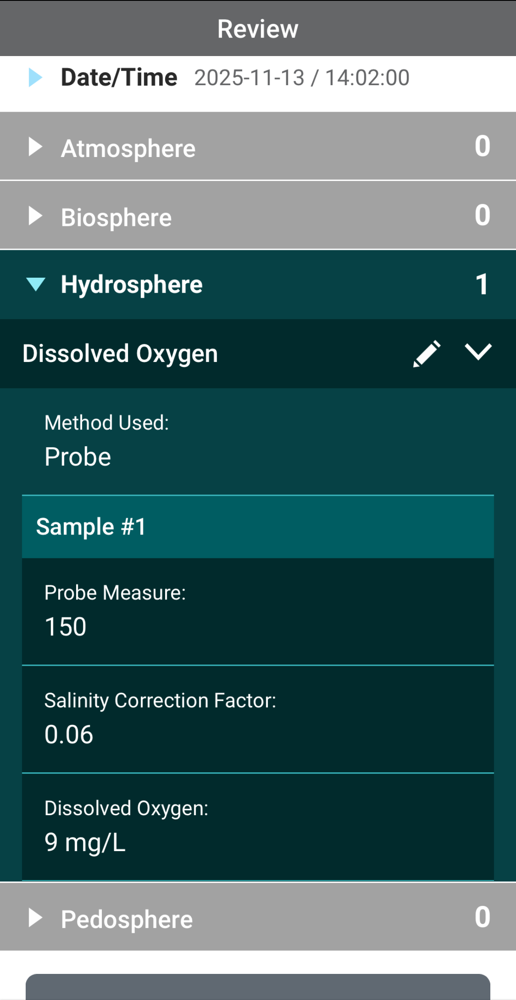 Review
Date/Time 2025-11-13 / 14:02:00
Atmosphere 0
Biosphere 0
Hydrosphere 1
Dissolved Oxygen
Method Used:
Probe
Sample #1
Probe Measure:
150
Salinity Correction Factor:
0.06
Dissolved Oxygen:
9 mg/L
Pedosphere 0